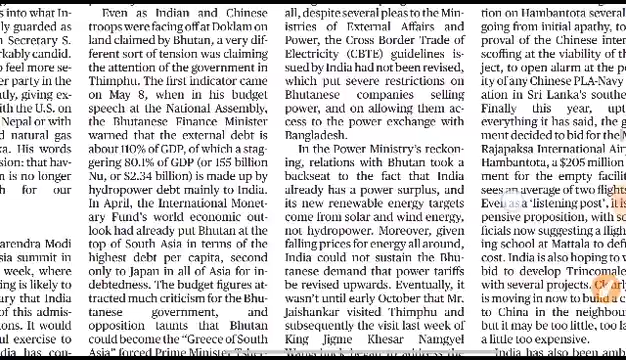 s into what In-
ly guarded as
n Secretary S.
rkably candid.
o feel more se-
er party in the
ntly, giving ex-
ith the U.S. on
Nepal or with
d natural gas
ka. His words
sion: that hav-
n is no longer
h for our
arendra Modi
sia summit in
week, where
ing is likely to
ury that India
of this admis-
ons. It would
ul exercise to
dia has con-
Even as Indian and Chinese
troops were facing off at Doklam on
land claimed by Bhutan, a very dif-
ferent sort of tension was claiming
the attention of the government in
Thimphu. The first indicator came
on May 8, when in his budget
speech at the National Assembly,
the Bhutanese Finance Minister
warned that the external debt is
about 110% of GDP, of which a stag-
gering 80.1% of GDP (or 155 billion
Nu, or $2.34 billion) is made up by
hydropower debt mainly to India.
In April, the International Monet-
ary Fund's world economic out-
look had already put Bhutan at the
top of South Asia in terms of the
highest debt per capita, second
only to Japan in all of Asia for in-
debtedness. The budget figures at-
tracted much criticism for the Bhu-
tanese government, and
opposition taunts that Bhutan
could become the "Greece of South
Asia" forced Prime Minister
all, despite several pleas to the Min-
istries of External Affairs and
Power, the Cross Border Trade of
Electricity (CBTE) guidelines is-
sued by India had not been revised,
which put severe restrictions on
Bhutanese companies selling
power, and on allowing them ac-
cess to the power exchange with
Bangladesh.
In the Power Ministry's reckon-
ing, relations with Bhutan took a
backseat to the fact that India
already has a power surplus, and
its new renewable energy targets
come from solar and wind energy,
not hydropower. Moreover, given
falling prices for energy all around,
India could not sustain the Bhu-
tanese demand that power tariffs
be revised upwards. Eventually, it
wasn't until early October that Mr.
Jaishankar visited Thimphu and
subsequently the visit last week of
King Jigme Khesar Namgyel
tion on Hambantota several
going from initial apathy, to
proval of the Chinese inter
scoffing at the viability of th
ject, to open alarm at the p
ity of any Chinese PLA-Navy
ation in Sri Lanka's southe
Finally this year, upt
everything it has said, the g
ment decided to bid for the M
Rajapaksa International Air
Hambantota, a $205 million
ment for the empty facilit
sees an average of two flights
Even as a 'listening post', it
pensive proposition, with so
ficials now suggesting a fligh
ing school at Mattala to defr
cost. India is also hoping to w
bid to develop Trincomale
with several projects.
is moving in now to build a c
to China in the neighbou
but it may be too little, too la
a little too expensive.
India has also been